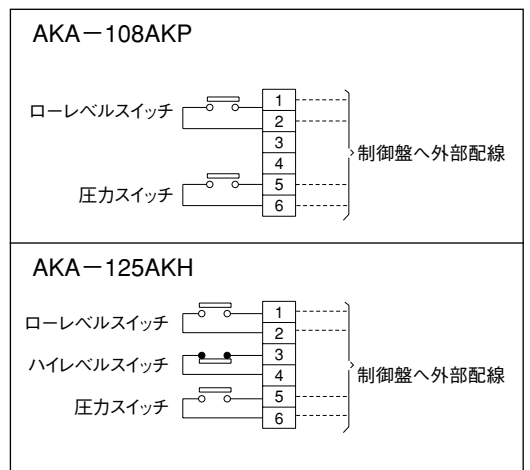 AKA－108AKP
ローレベルスイッチ
圧力スイッチ
1
2
3
4
5
6
制御盤へ外部配線
AKA－125AKH
ローレベルスイッチ
ハイレベルスイッチ
圧力スイッチ
1
2
3
4
5
6
制御盤へ外部配線